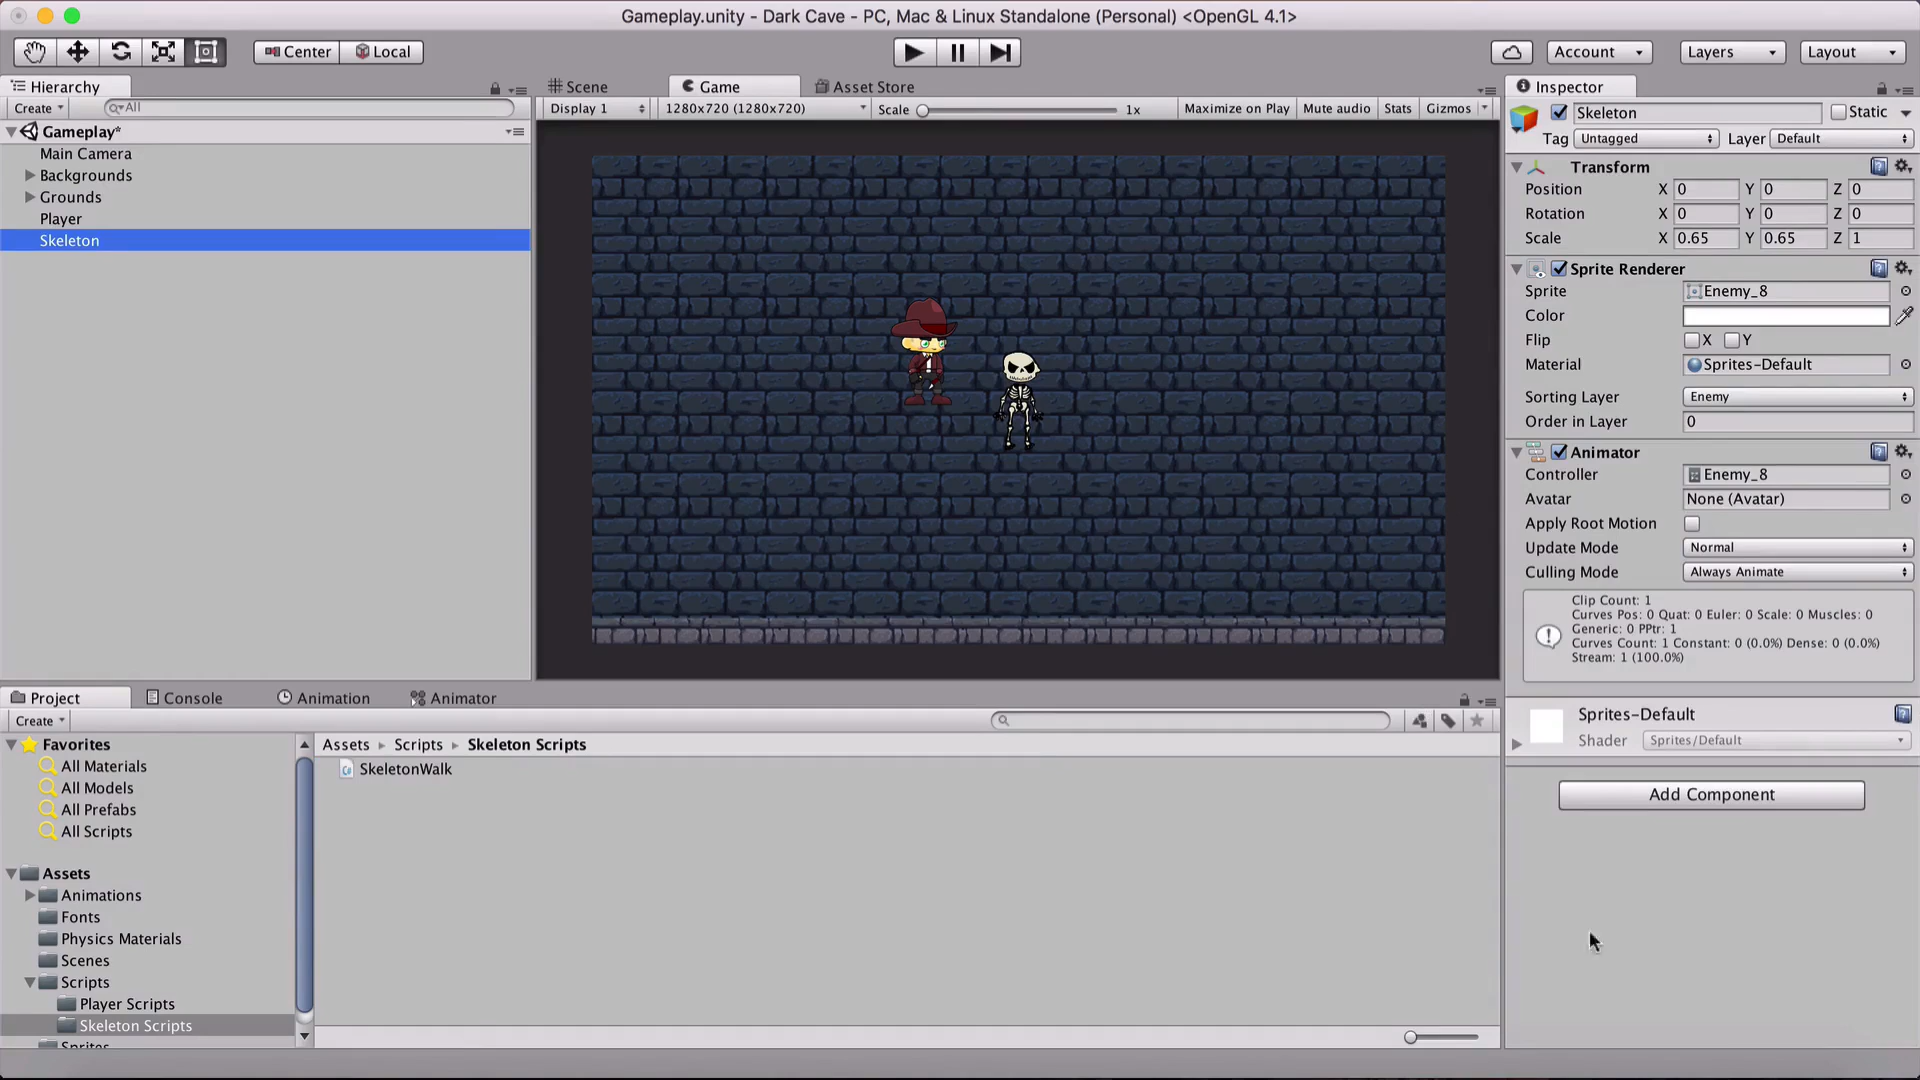 Gameplay.unity - Dark Cave - PC, Mac & Linux Standalone (Personal) <OpenGL 4.1>
Center Local Account Layers Layout
Hierarchy
Create All
Gameplay*
Main Camera
Backgrounds
Grounds
Player
Skeleton
Scene Game Asset Store
Display 1 1280x720 (1280x720) Scale 1x Maximize on Play Mute audio Stats Gizmos
Inspector
Skeleton Static
Tag Untagged Layer Default
Transform
Position X 0 Y 0 Z 0
Rotation X 0 Y 0 Z 0
Scale X 0.65 Y 0.65 Z 1
Sprite Renderer
Sprite Enemy_8
Color
Flip X Y
Material Sprites-Default
Sorting Layer Enemy
Order in Layer 0
Animator
Controller Enemy_8
Avatar None (Avatar)
Apply Root Motion
Update Mode Normal
Culling Mode Always Animate
Clip Count: 1
Curves Pos: 0 Quat: 0 Euler: 0 Scale: 0 Muscles: 0
Generic: 0 PPtr: 1
Curves Count: 1 Constant: 0 (0.0%) Dense: 0 (0.0%)
Stream: 1 (100.0%)
Sprites-Default
Shader Sprites/Default
Add Component
Project Console Animation Animator
Create
Favorites
All Materials
All Models
All Prefabs
All Scripts
Assets
Animations
Fonts
Physics Materials
Scenes
Scripts
Player Scripts
Skeleton Scripts
Sprites
Assets Scripts Skeleton Scripts
SkeletonWalk